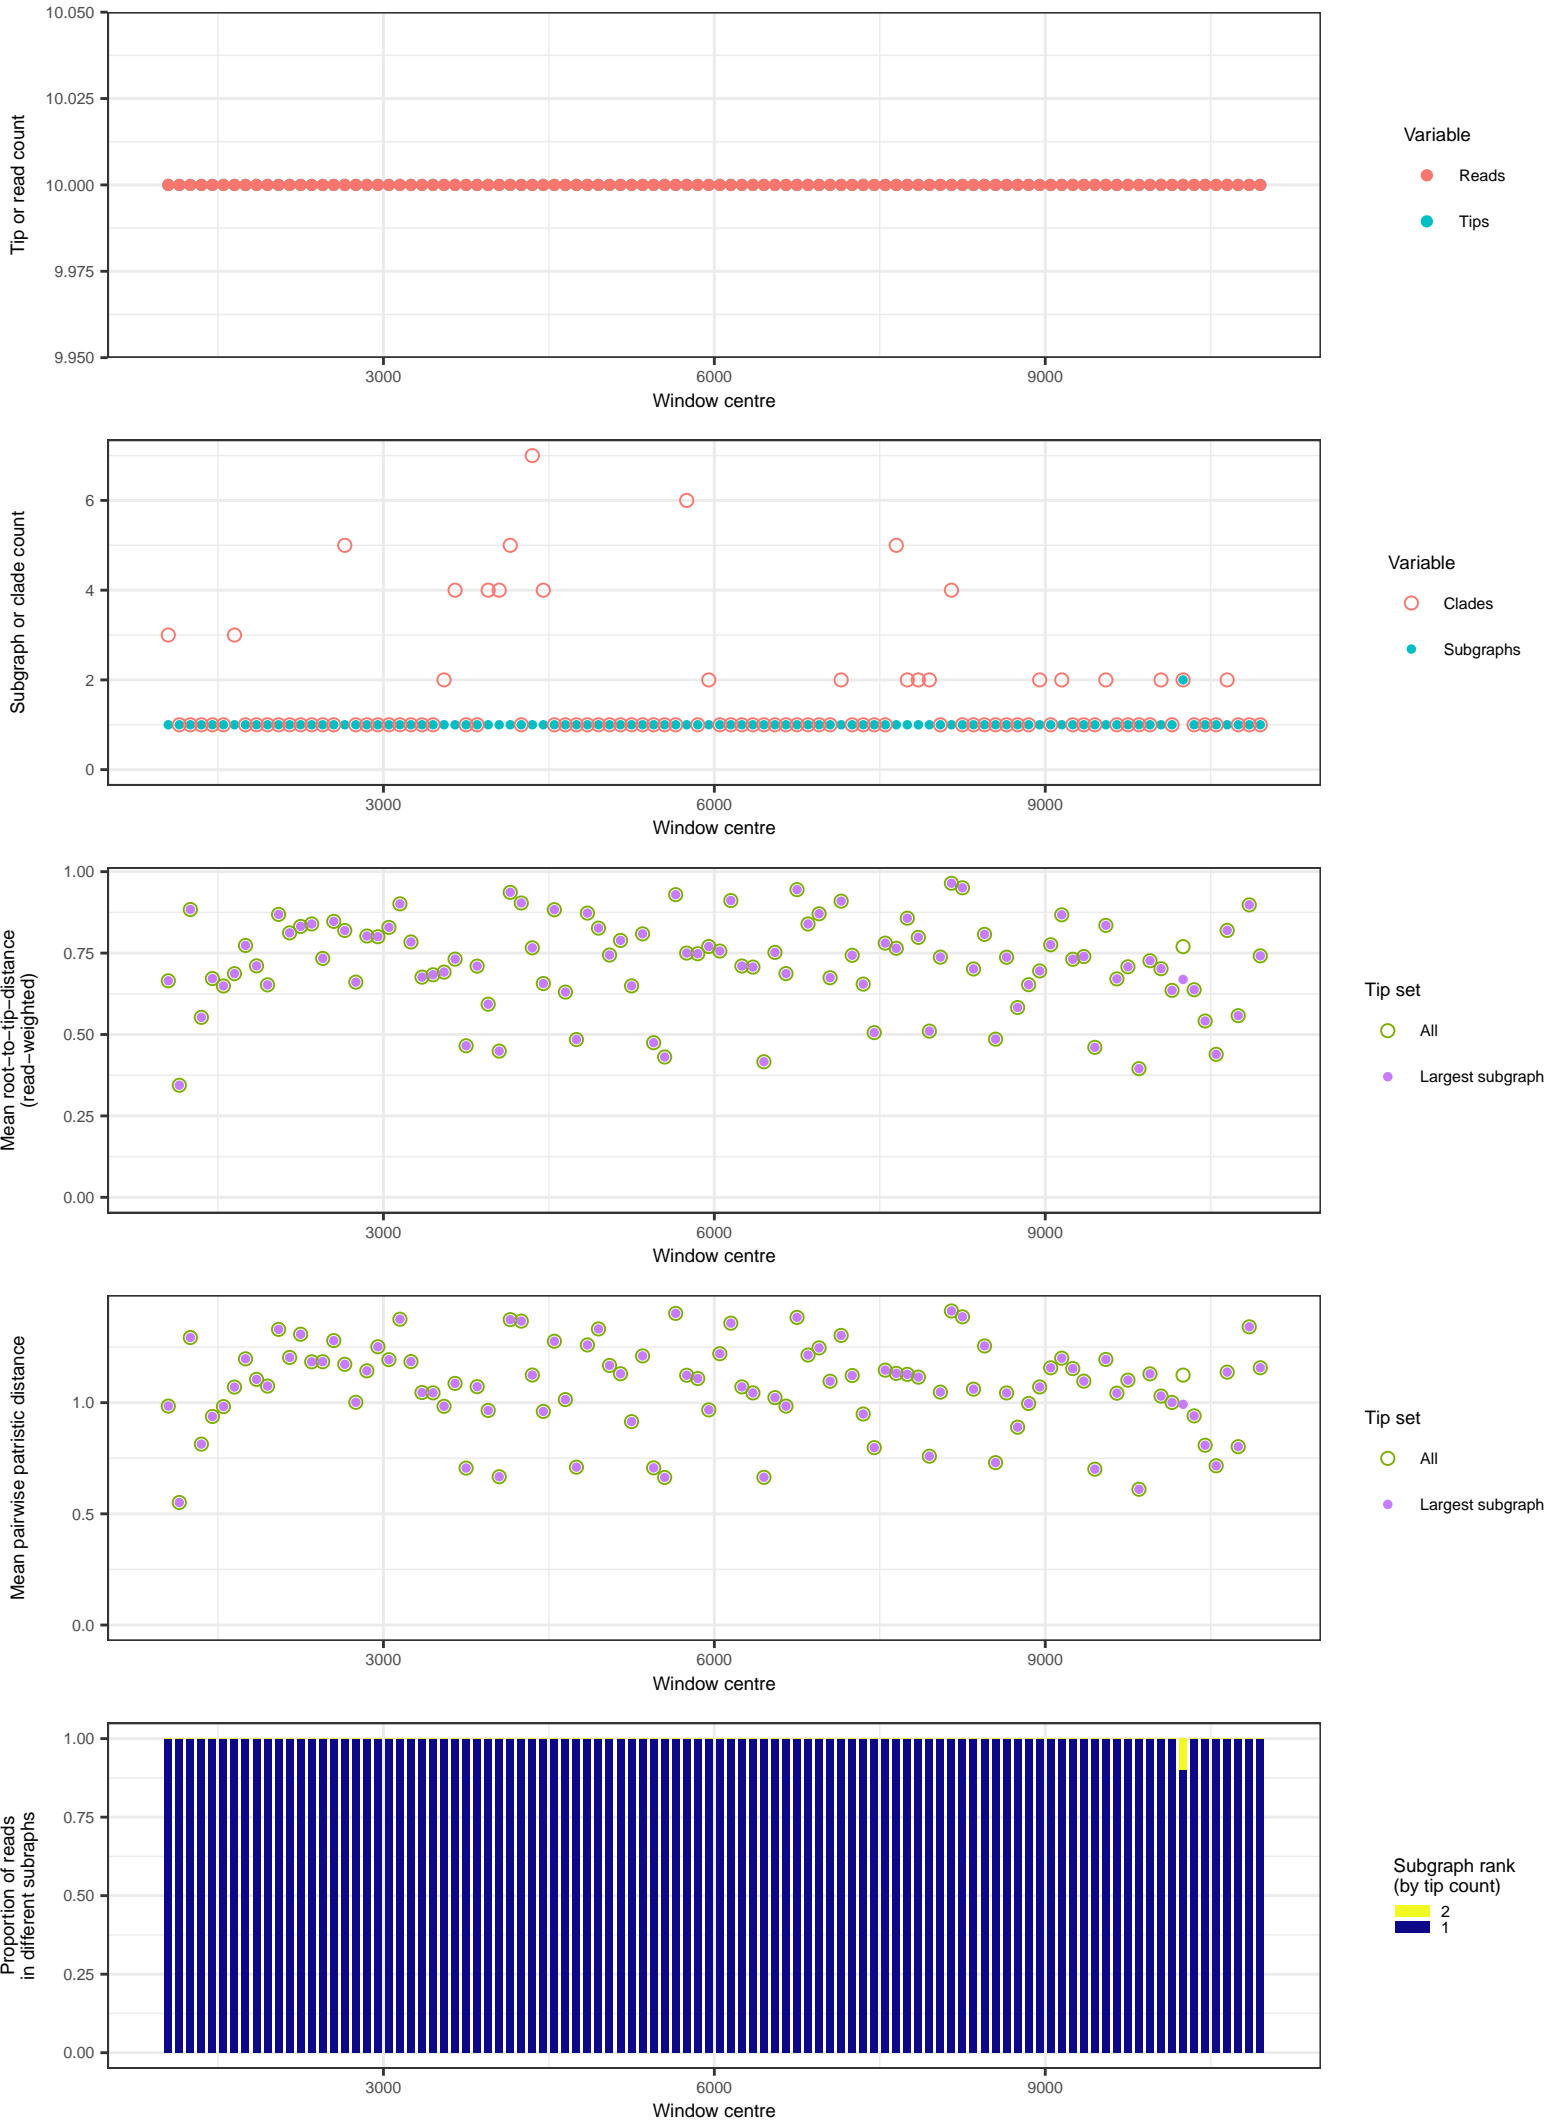 10.050
10.025
10.000
9.975
9.950
Tip or read count
3000 6000 9000
Window centre
Variable
Reads
Tips
6
4
2
0
Subgraph or clade count
3000 6000 9000
Window centre
Variable
Clades
Subgraphs
1.00
0.75
0.50
0.25
0.00
Mean root−to−tip−distance
(read−weighted)
3000 6000 9000
Window centre
Tip set
All
Largest subgraph
1.0
0.5
0.0
Mean pairwise patristic distance
3000 6000 9000
Window centre
Tip set
All
Largest subgraph
1.00
0.75
0.50
0.25
0.00
Proportion of reads
in different subraphs
3000 6000 9000
Window centre
Subgraph rank
(by tip count)
2
1